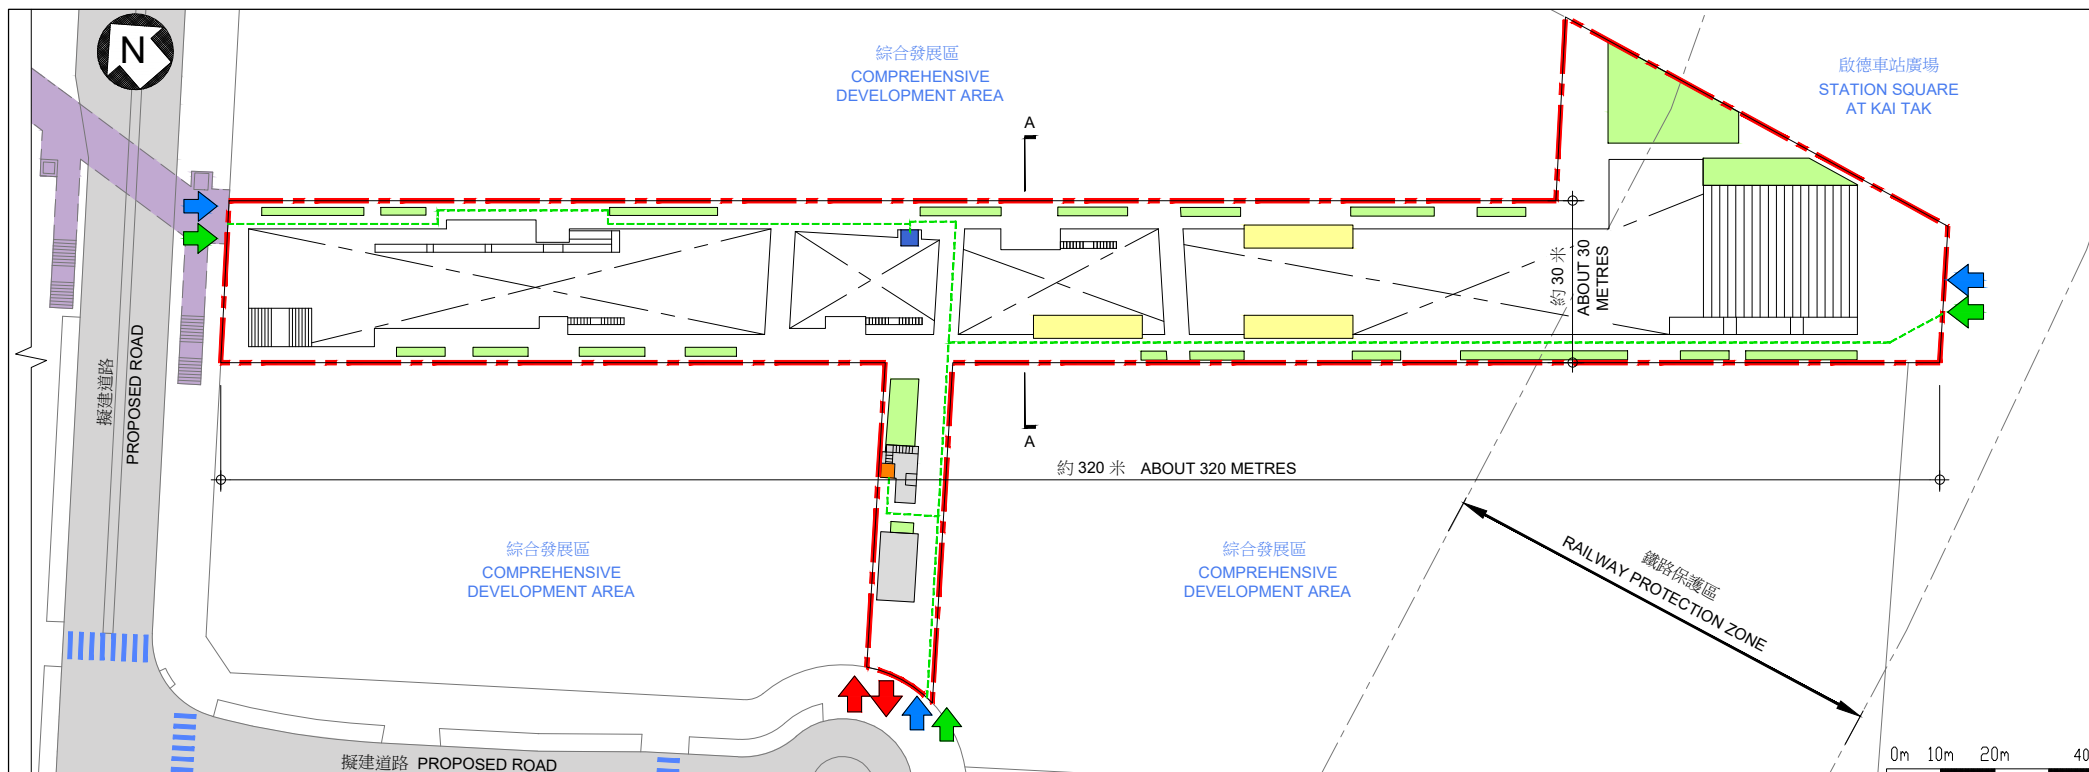 N
綜合發展區
COMPREHENSIVE
DEVELOPMENT AREA
啟德車站廣場
STATION SQUARE
AT KAI TAK
A
約 30 米
ABOUT 30
METRES
擬建道路
PROPOSED ROAD
A
約 320 米 ABOUT 320 METRES
綜合發展區
COMPREHENSIVE
DEVELOPMENT AREA
綜合發展區
COMPREHENSIVE
DEVELOPMENT AREA
鐵路保護區
RAILWAY PROTECTION ZONE
擬建道路 PROPOSED ROAD
0m 10m 20m 40